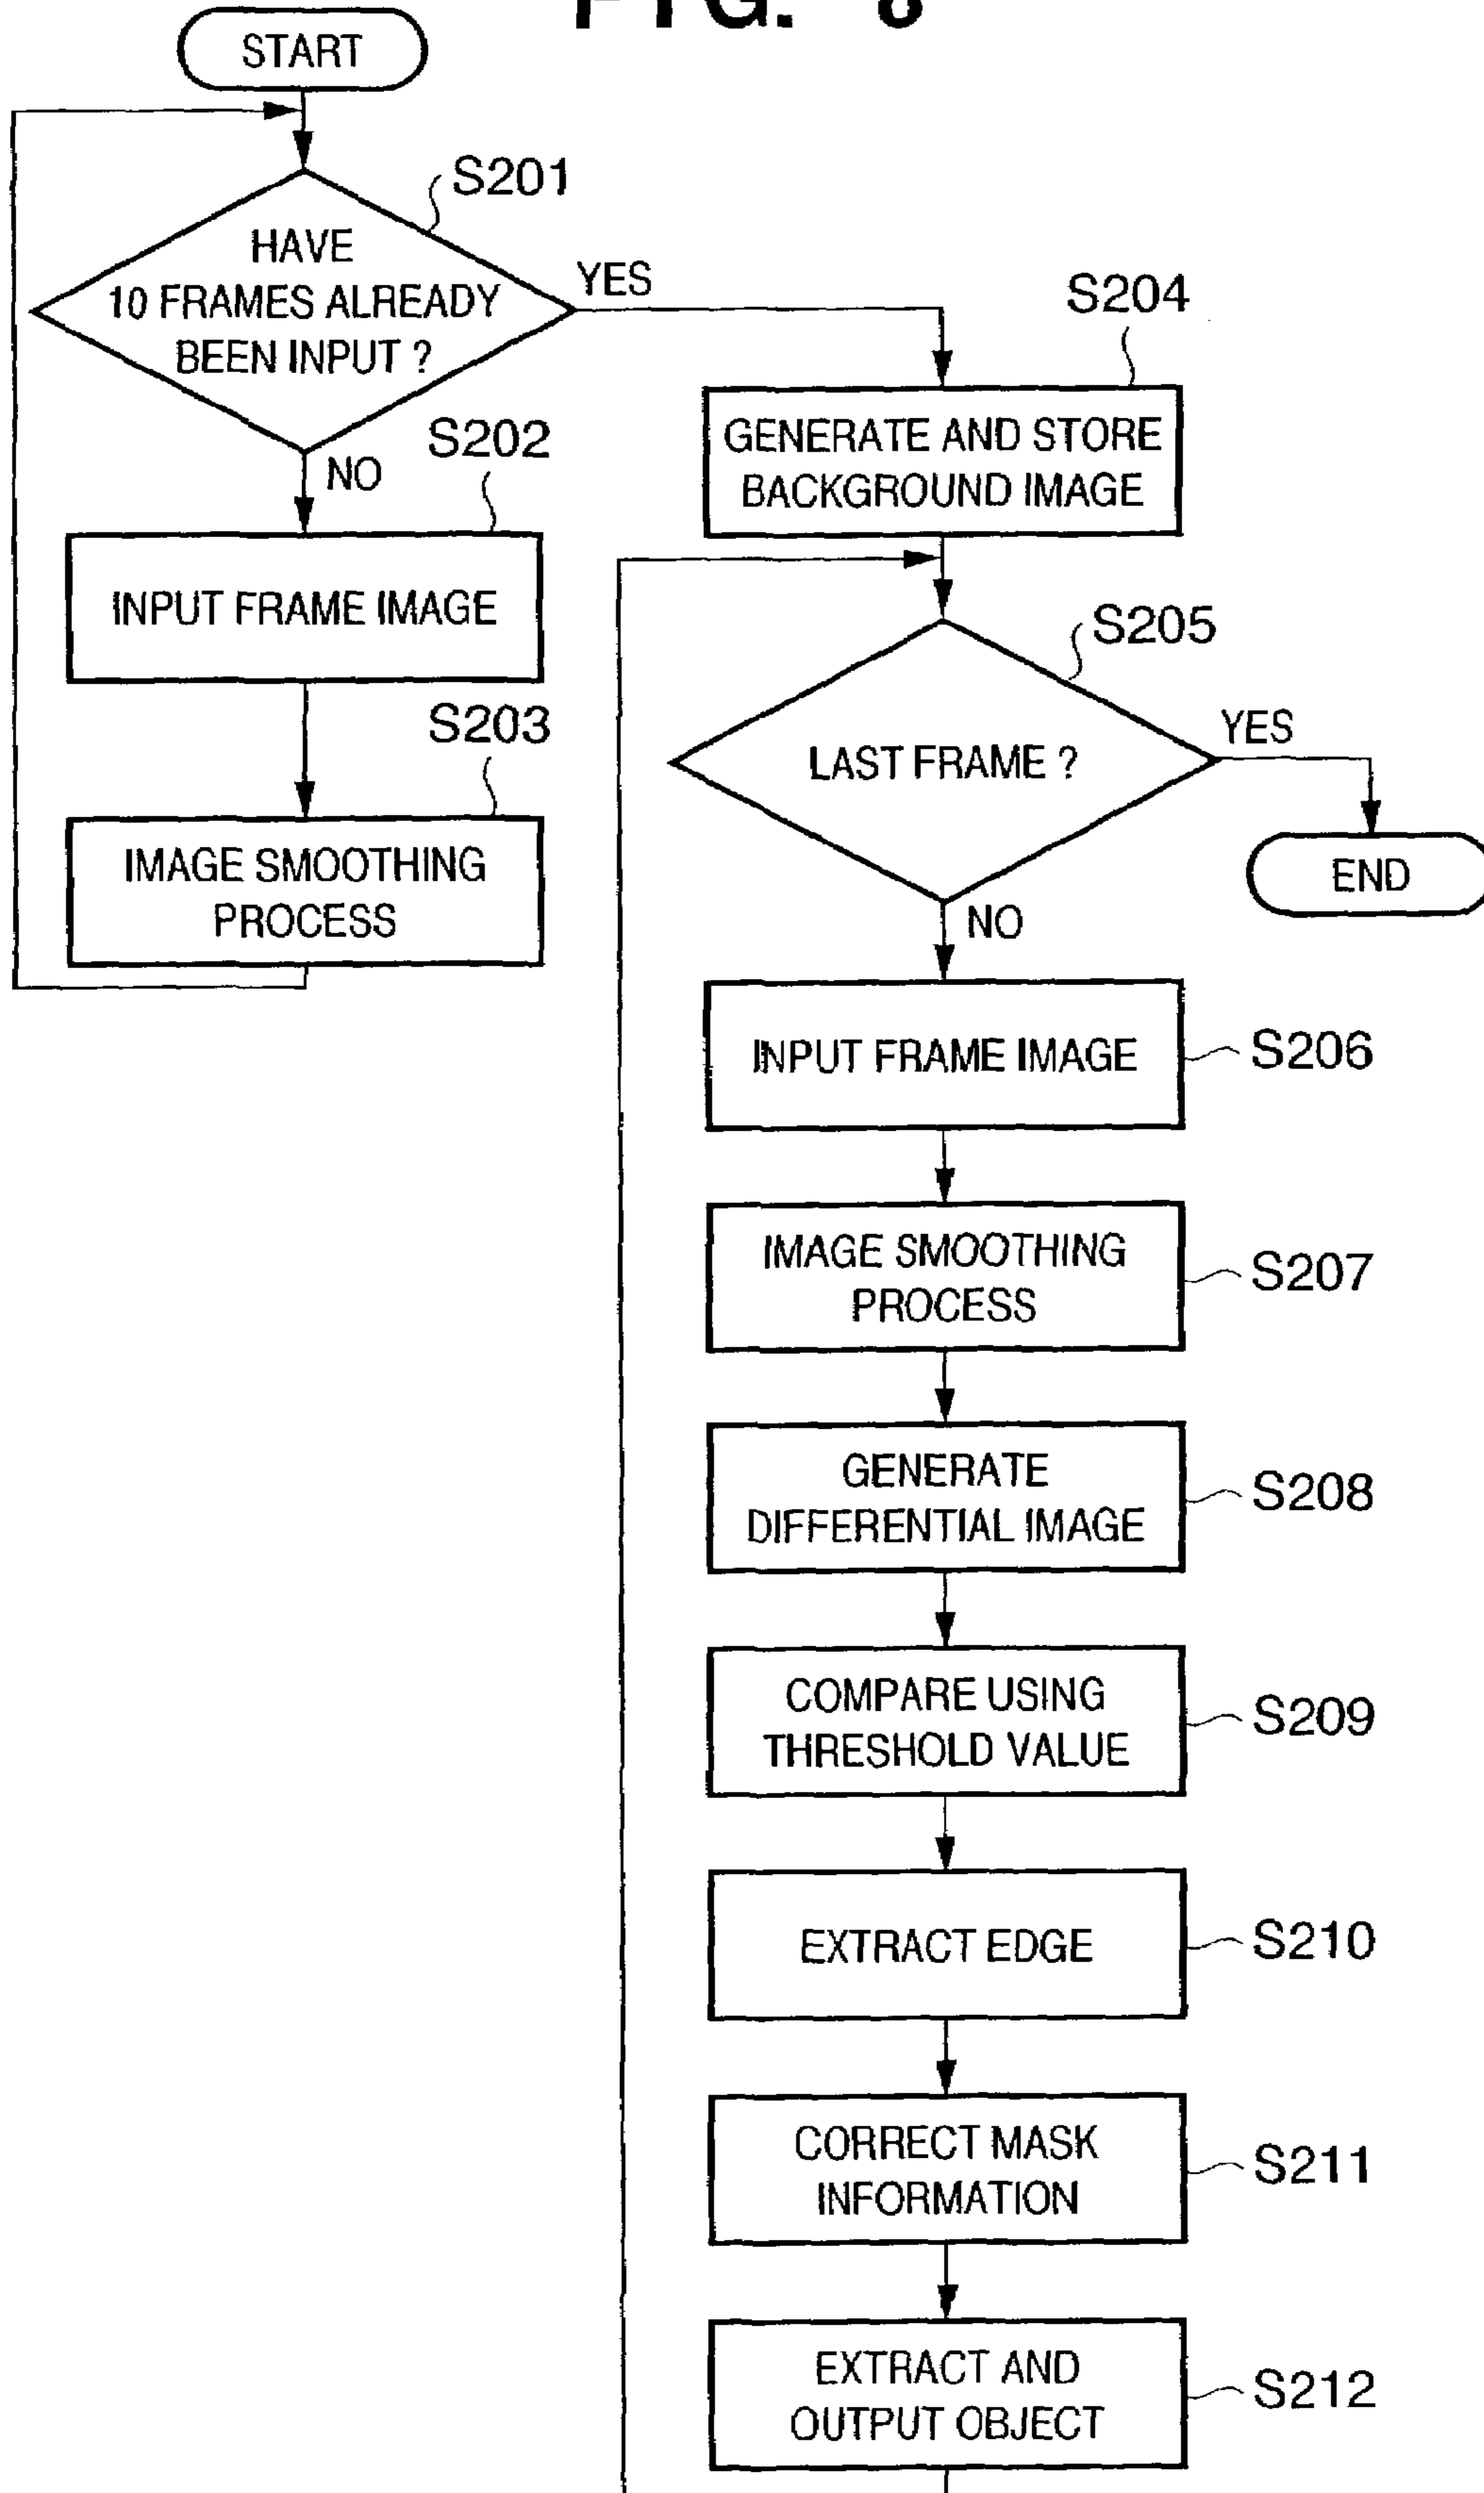 FIG.
START
S201
HAVE
10 FRAMES ALREADY
BEEN INPUT ?
YES
NO
S202
INPUT FRAME IMAGE
S203
IMAGE SMOOTHING
PROCESS
S204
GENERATE AND STORE
BACKGROUND IMAGE
S205
LAST FRAME ?
YES
END
NO
INPUT FRAME IMAGE
S206
IMAGE SMOOTHING
PROCESS
S207
GENERATE
DIFFERENTIAL IMAGE
S208
COMPARE USING
THRESHOLD VALUE
S209
EXTRACT EDGE
S210
CORRECT MASK
INFORMATION
S211
EXTRACT AND
OUTPUT OBJECT
S212